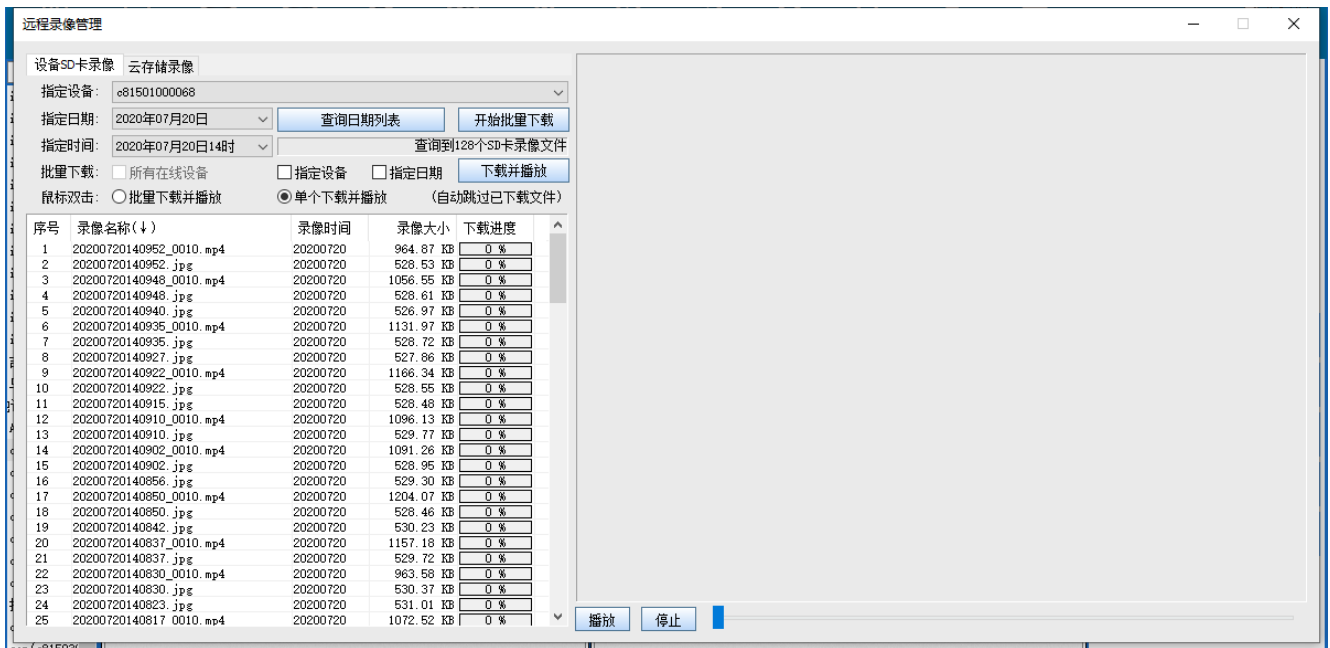 远程录像管理
设备SD卡录像 云存储录像
指定设备: c81501000068
指定日期: 2020年07月20日 查询日期列表 开始批量下载
指定时间: 2020年07月20日14时 查询到128个SD卡录像文件
批量下载: 所有在线设备 指定设备 指定日期 下载并播放
鼠标双击: 批量下载并播放 单个下载并播放 (自动跳过已下载文件)
序号 录像名称(↓) 录像时间 录像大小 下载进度
1 20200720140952_0010.mp4 20200720 964.87 KB 0 %
2 20200720140952.jpg 20200720 528.53 KB 0 %
3 20200720140948_0010.mp4 20200720 1056.55 KB 0 %
4 20200720140948.jpg 20200720 528.61 KB 0 %
5 20200720140940.jpg 20200720 526.97 KB 0 %
6 20200720140935_0010.mp4 20200720 1131.97 KB 0 %
7 20200720140935.jpg 20200720 528.72 KB 0 %
8 20200720140927.jpg 20200720 527.86 KB 0 %
9 20200720140922_0010.mp4 20200720 1166.34 KB 0 %
10 20200720140922.jpg 20200720 528.55 KB 0 %
11 20200720140915.jpg 20200720 528.48 KB 0 %
12 20200720140910_0010.mp4 20200720 1096.13 KB 0 %
13 20200720140910.jpg 20200720 529.77 KB 0 %
14 20200720140902_0010.mp4 20200720 1091.26 KB 0 %
15 20200720140902.jpg 20200720 528.95 KB 0 %
16 20200720140856.jpg 20200720 529.30 KB 0 %
17 20200720140850_0010.mp4 20200720 1204.07 KB 0 %
18 20200720140850.jpg 20200720 528.46 KB 0 %
19 20200720140842.jpg 20200720 530.23 KB 0 %
20 20200720140837_0010.mp4 20200720 1157.18 KB 0 %
21 20200720140837.jpg 20200720 529.72 KB 0 %
22 20200720140830_0010.mp4 20200720 963.58 KB 0 %
23 20200720140830.jpg 20200720 530.37 KB 0 %
24 20200720140823.jpg 20200720 531.01 KB 0 %
25 20200720140817_0010.mp4 20200720 1072.52 KB 0 %
播放 停止